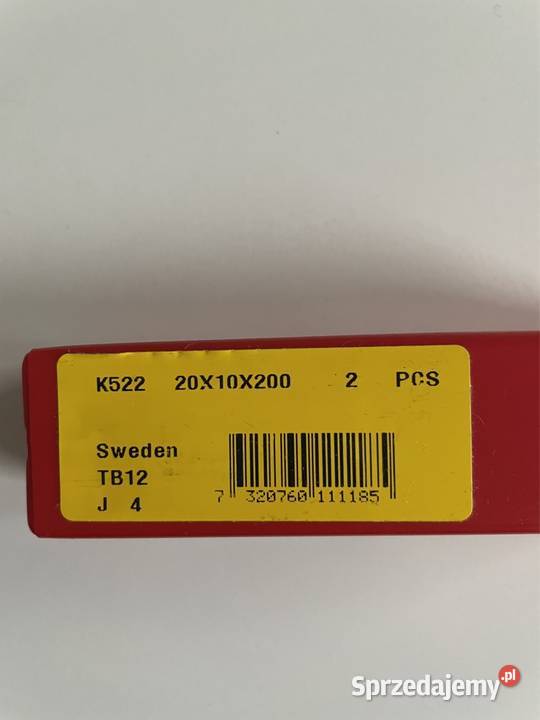 K522 20X10X200 2 PCS
Sweden
TB12
J 4
7 320760 111185
Sprzedajemy.pl